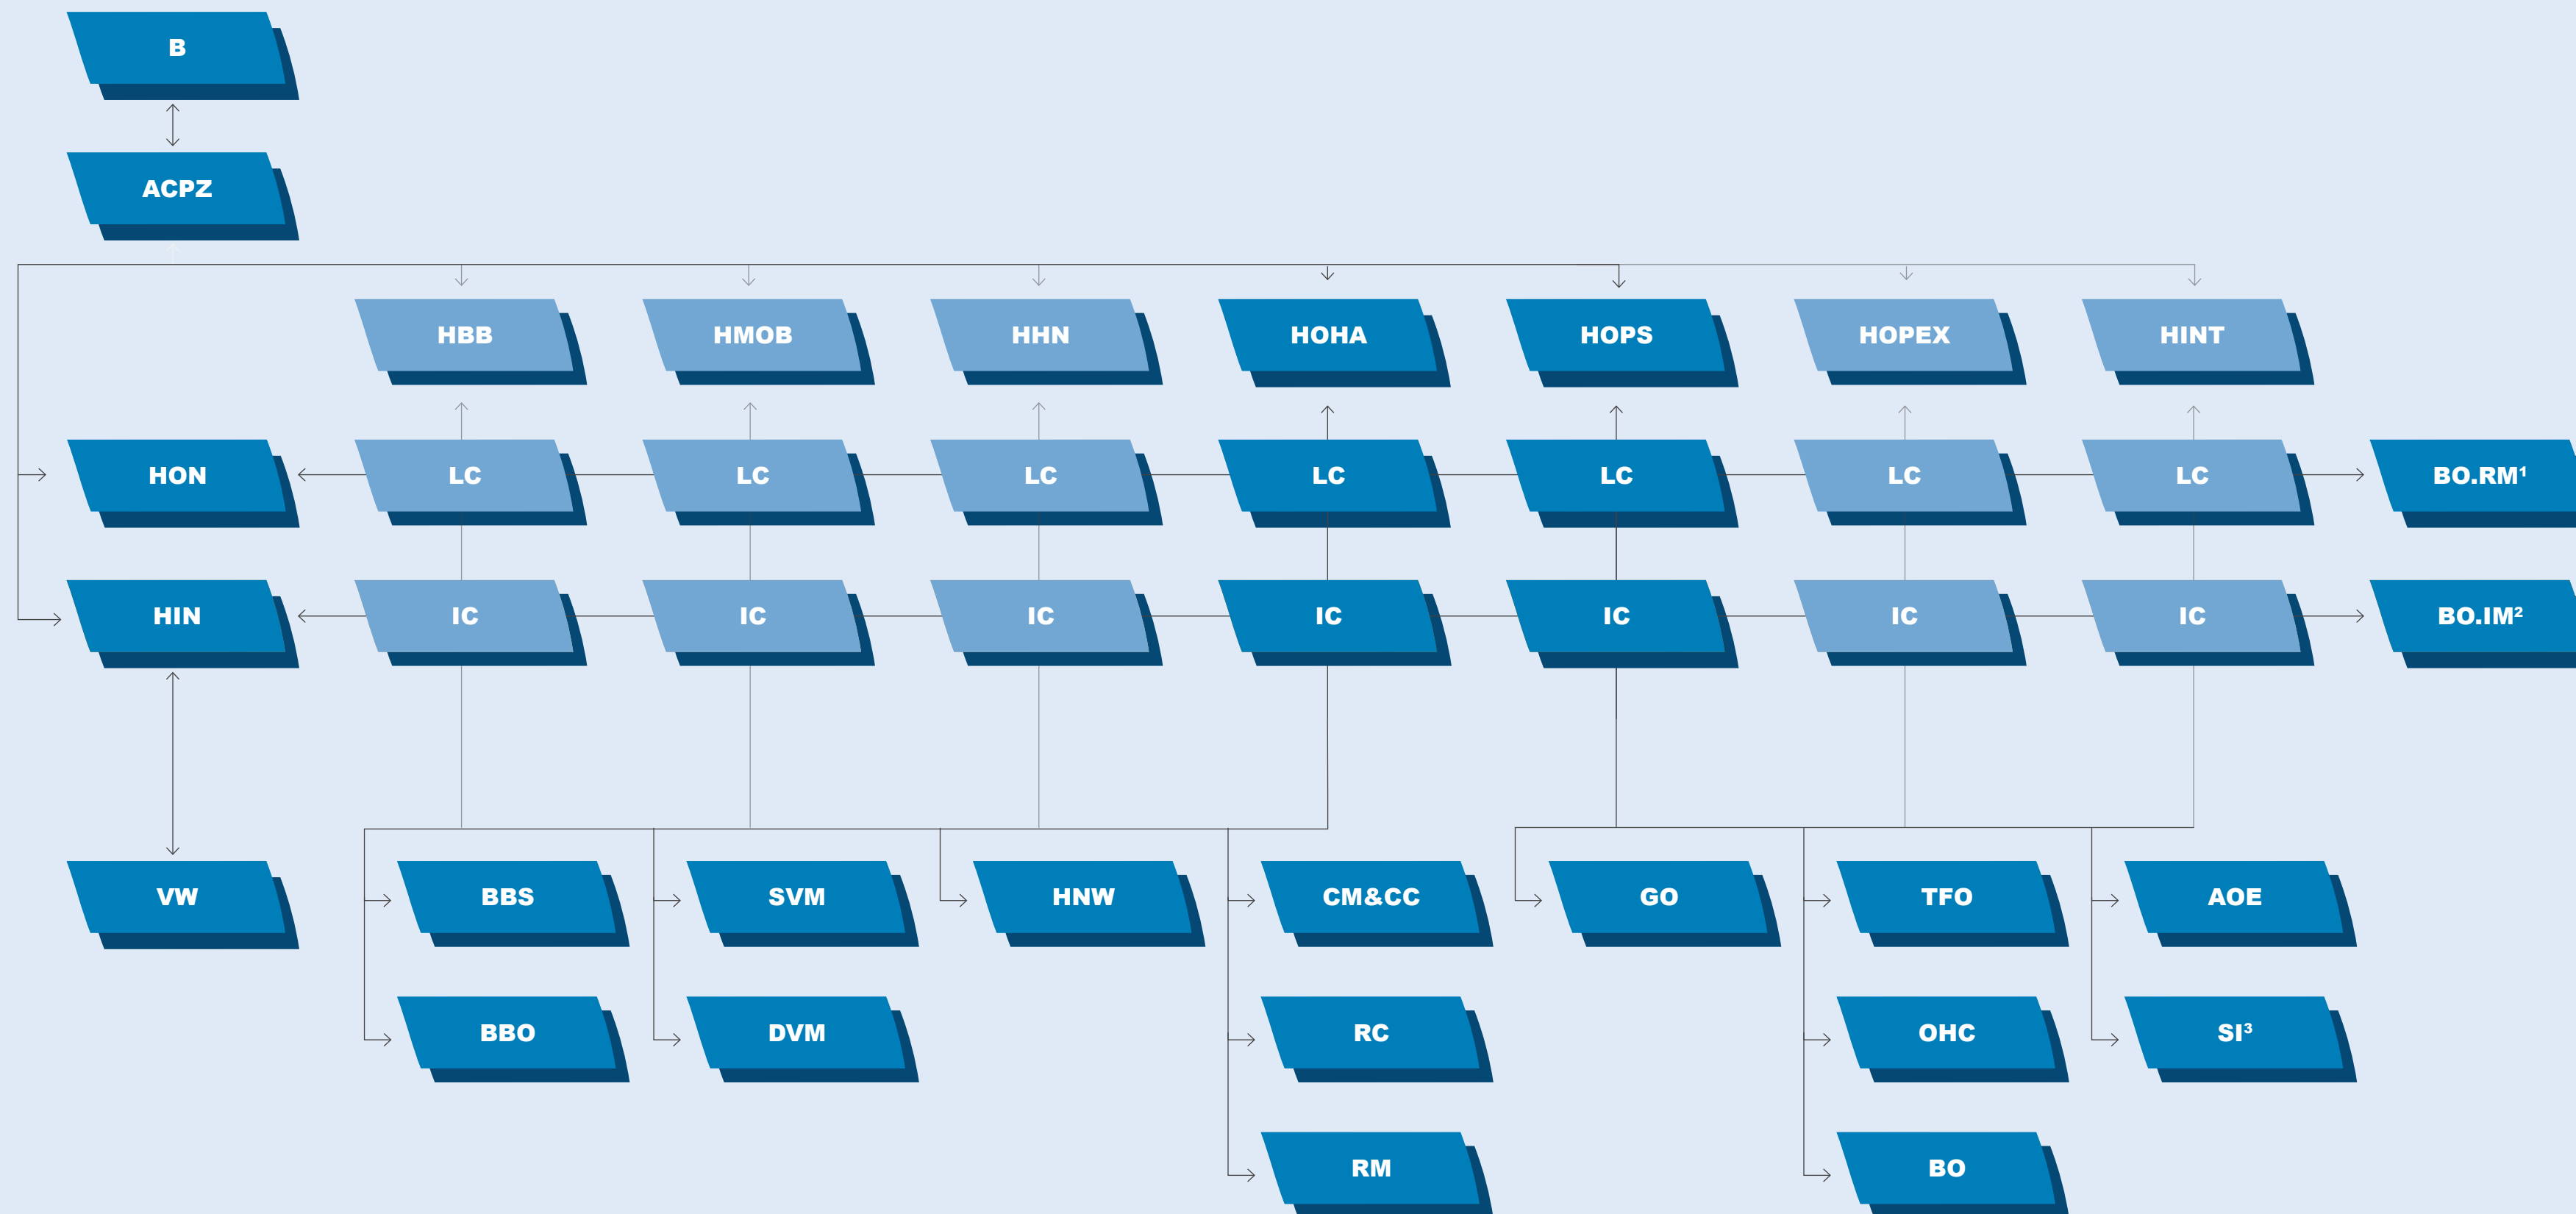 B
ACPZ
HBB HMOB HHN HOHA HOPS HOPEX HINT
HON LC LC LC LC LC LC LC BO.RM¹
HIN IC IC IC IC IC IC IC BO.IM²
VW BBS SVM HNW CM&CC GO TFO AOE
BBO DVM RC OHC SI³
RM BO